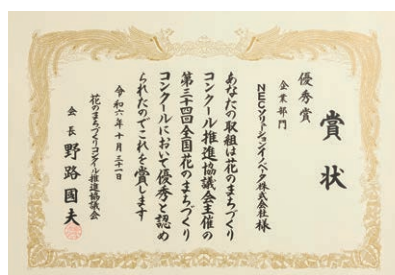 賞状
優秀賞
企業部門
NECソリューションイノベータ株式会社様
あなたの取組は花のまちづくり
コンクール推進協議会主催の
第三十四回全国花のまちづくり
コンクールにおいて優秀と認め
られたのでこれを賞します
令和六年十月三十一日
花のまちづくりコンクール推進協議会
会長 野路國夫